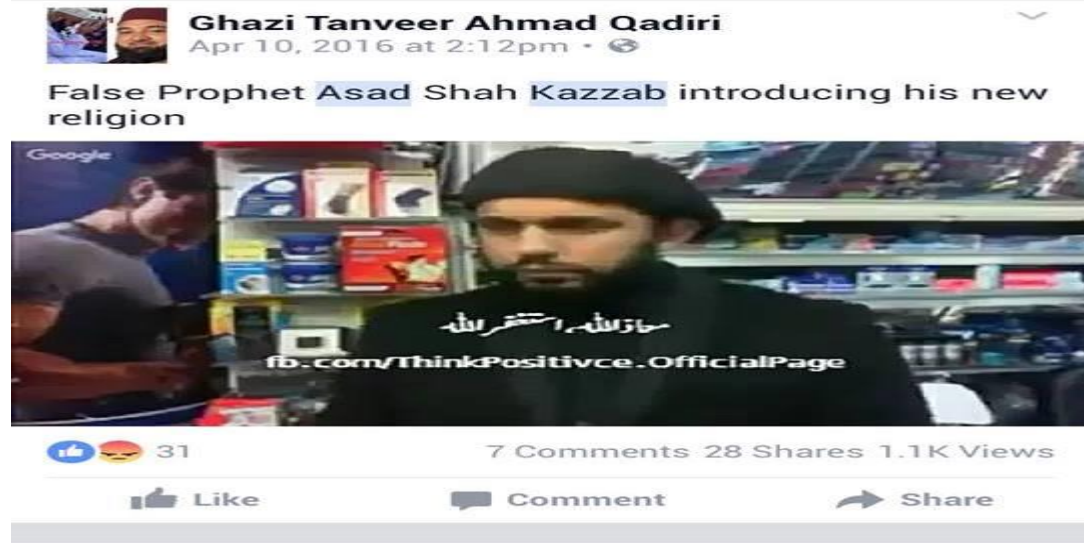 Ghazi Tanveer Ahmad Qadiri
Apr 10, 2016 at 2:12pm ·
False Prophet Asad Shah Kazzab introducing his new
religion
Google
معاذاللہ، استغفراللہ
fb.com/ThinkPositivce.OfficialPage
31
7 Comments 28 Shares 1.1K Views
Like Comment Share